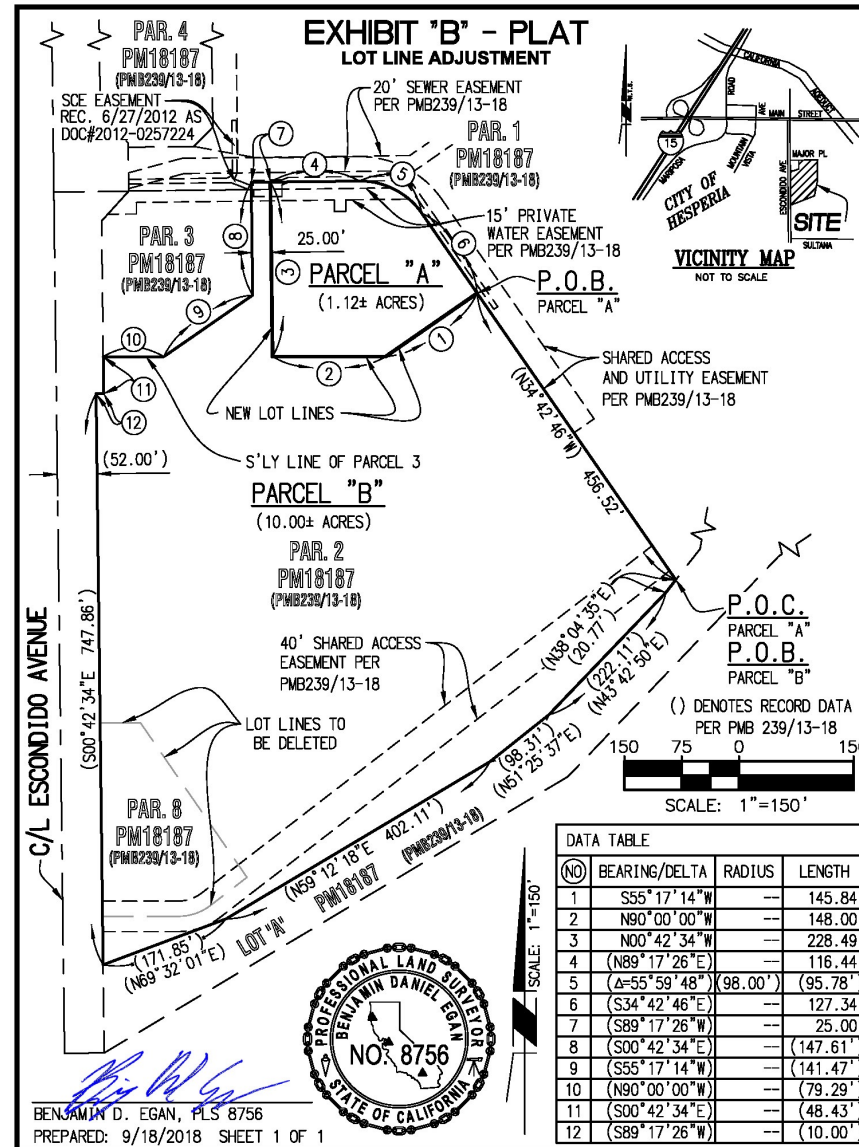 EXHIBIT "B" - PLAT
LOT LINE ADJUSTMENT
PAR. 4
PM18187
(PMB239/13-18)
SCE EASEMENT
REC. 6/27/2012 AS
DOC#2012-0257224
20' SEWER EASEMENT
PER PMB239/13-18
PAR. 1
PM18187
(PMB239/13-18)
7
4
5
15' PRIVATE
WATER EASEMENT
PER PMB239/13-18
PAR. 3
PM18187
(PMB239/13-18)
8
25.00'
3
6
PARCEL "A"
(1.12± ACRES)
P.O.B.
PARCEL "A"
9
10
1
2
11
12
NEW LOT LINES
SHARED ACCESS
AND UTILITY EASEMENT
PER PMB239/13-18
(N34°42'46"W) 456.52'
(52.00')
S'LY LINE OF PARCEL 3
PARCEL "B"
(10.00± ACRES)
PAR. 2
PM18187
(PMB239/13-18)
(S00°42'34"E 747.86')
C/L ESCONDIDO AVENUE
40' SHARED ACCESS
EASEMENT PER
PMB239/13-18
LOT LINES TO
BE DELETED
PAR. 8
PM18187
(PMB239/13-18)
(N38°04'35"E)
(20.77')
(222.11')
(N43°42'50"E)
(98.31')
(N51°25'37"E)
(N59°12'18"E 402.11')
(171.85')
(N69°32'01"E)
LOT "A" PM18187 (PMB239/13-18)
P.O.C.
PARCEL "A"
P.O.B.
PARCEL "B"
() DENOTES RECORD DATA
PER PMB 239/13-18
150 75 0 150
SCALE: 1"=150'
SCALE: 1"=150'
N.T.S.
CALIFORNIA
AQEDUCT
ROAD
AVE
MAIN STREET
15
MARIPOSA
MOUNTAIN
VISTA
ESCONDIDO AVE
MAJOR PL
CITY OF
HESPERIA
SITE
SULTANA
VICINITY MAP
NOT TO SCALE
DATA TABLE
NO BEARING/DELTA RADIUS LENGTH
1 S55°17'14"W -- 145.84
2 N90°00'00"W -- 148.00
3 N00°42'34"W -- 228.49
4 (N89°17'26"E) -- 116.44
5 (Δ=55°59'48") (98.00') (95.78')
6 (S34°42'46"E) -- 127.34
7 (S89°17'26"W) -- 25.00
8 (S00°42'34"E) -- (147.61')
9 (S55°17'14"W) -- (141.47')
10 (N90°00'00"W) -- (79.29')
11 (S00°42'34"E) -- (48.43')
12 (S89°17'26"W) -- (10.00')
PROFESSIONAL LAND SURVEYOR
BENJAMIN DANIEL EGAN
NO. 8756
STATE OF CALIFORNIA
BENJAMIN D. EGAN, PLS 8756
PREPARED: 9/18/2018 SHEET 1 OF 1